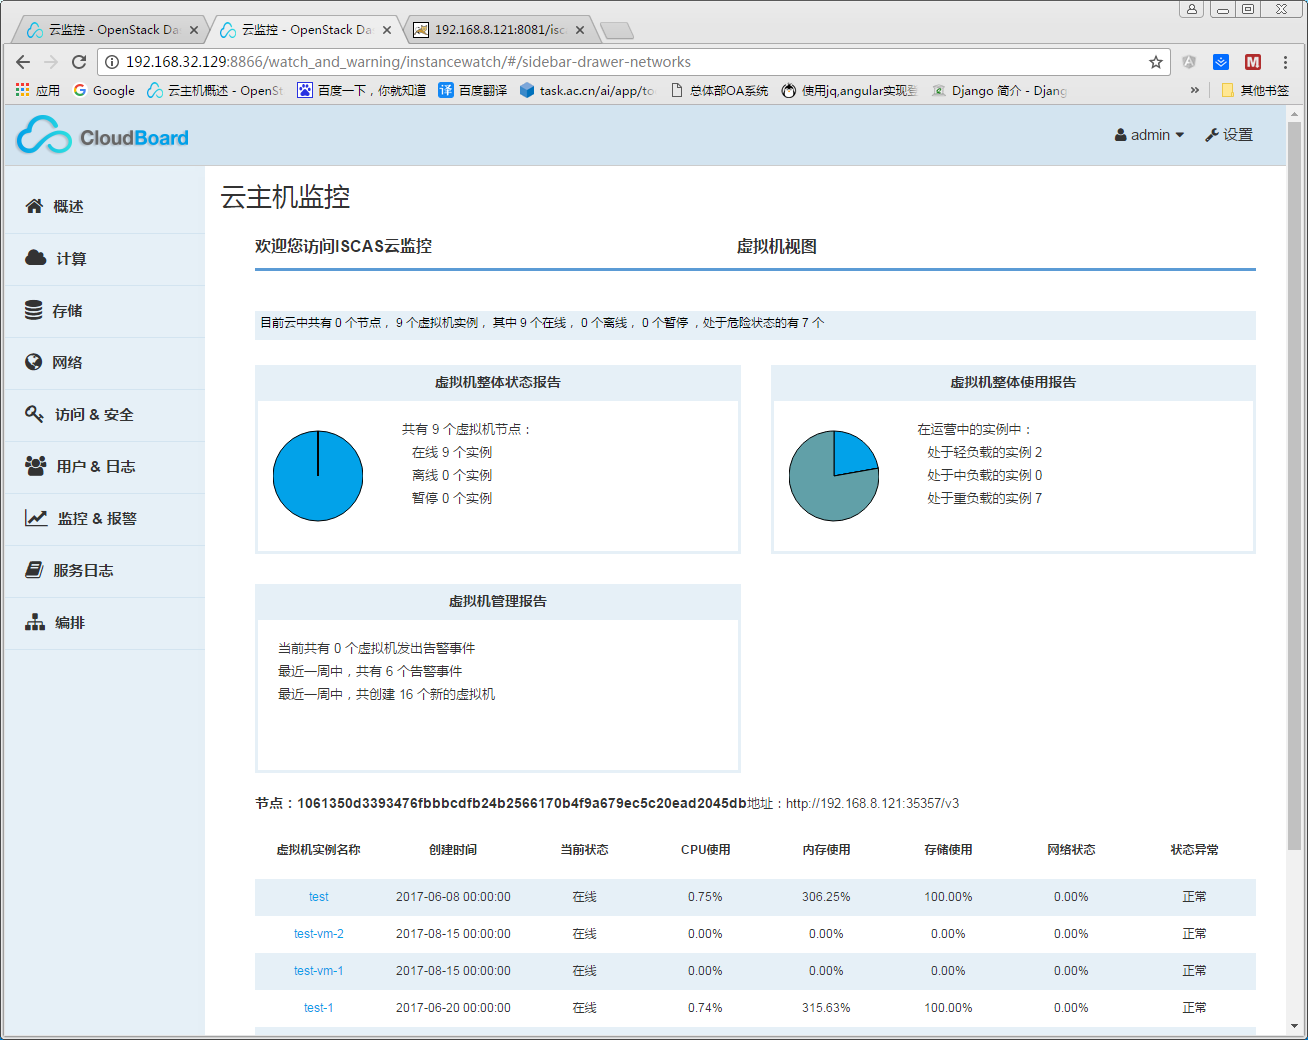 云监控 - OpenStack Da
云监控 - OpenStack Da
192.168.8.121:8081/isc
192.168.32.129:8866/watch_and_warning/instancewatch/#/sidebar-drawer-networks
应用
Google
云主机概述 - OpenSt
百度一下，你就知道
译 百度翻译
task.ac.cn/ai/app/to
总体部OA系统
使用jq,angular实现登
Django 简介 - Djang
»
其他书签
CloudBoard
admin
设置
概述
计算
存储
网络
访问 & 安全
用户 & 日志
监控 & 报警
服务日志
编排
云主机监控
欢迎您访问ISCAS云监控
虚拟机视图
目前云中共有 0 个节点， 9 个虚拟机实例， 其中 9 个在线， 0 个离线， 0 个暂停 ，处于危险状态的有 7 个
虚拟机整体状态报告
共有 9 个虚拟机节点：
在线 9 个实例
离线 0 个实例
暂停 0 个实例
虚拟机整体使用报告
在运营中的实例中：
处于轻负载的实例 2
处于中负载的实例 0
处于重负载的实例 7
虚拟机管理报告
当前共有 0 个虚拟机发出告警事件
最近一周中，共有 6 个告警事件
最近一周中，共创建 16 个新的虚拟机
节点：1061350d3393476fbbbcdfb24b2566170b4f9a679ec5c20ead2045db地址：http://192.168.8.121:35357/v3
虚拟机实例名称 创建时间 当前状态 CPU使用 内存使用 存储使用 网络状态 状态异常
test 2017-06-08 00:00:00 在线 0.75% 306.25% 100.00% 0.00% 正常
test-vm-2 2017-08-15 00:00:00 在线 0.00% 0.00% 0.00% 0.00% 正常
test-vm-1 2017-08-15 00:00:00 在线 0.00% 0.00% 0.00% 0.00% 正常
test-1 2017-06-20 00:00:00 在线 0.74% 315.63% 100.00% 0.00% 正常